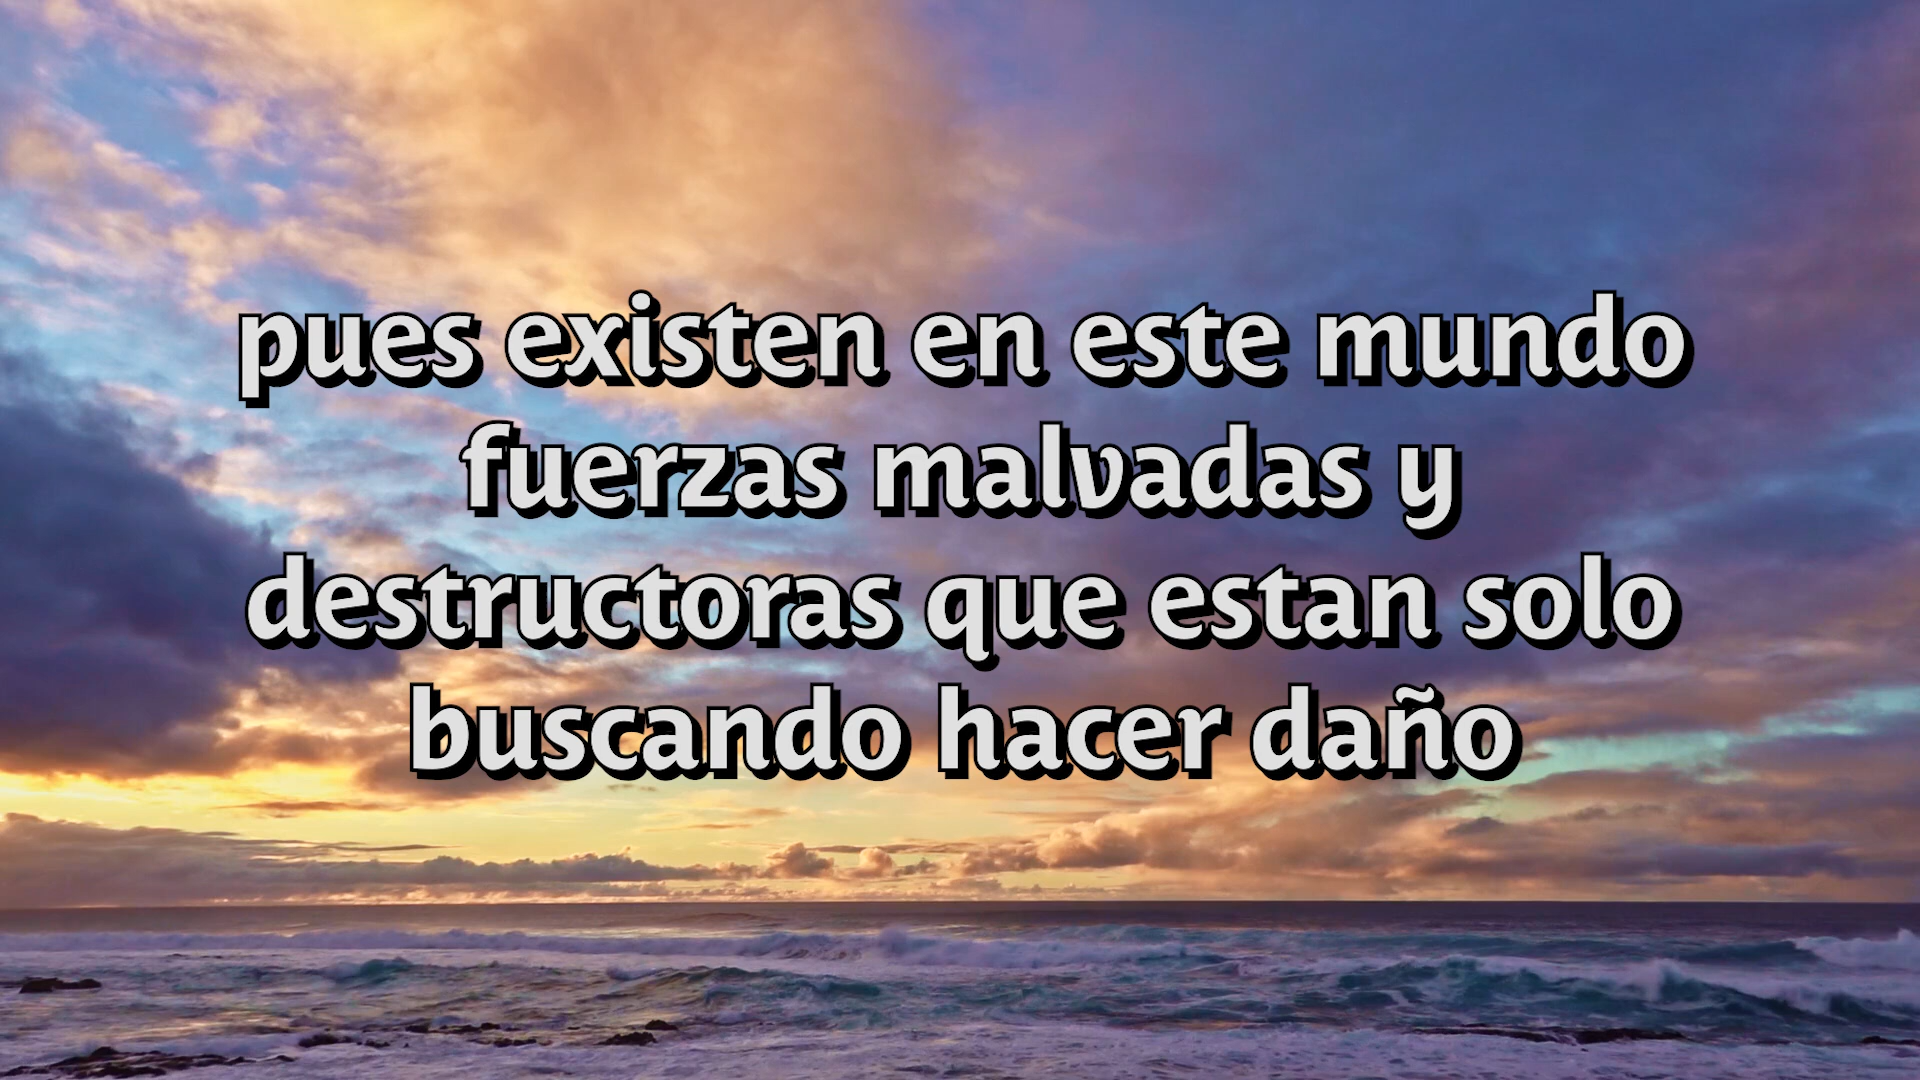 pues existen en este mundo
fuerzas malvadas y
destructoras que estan solo
buscando hacer daño